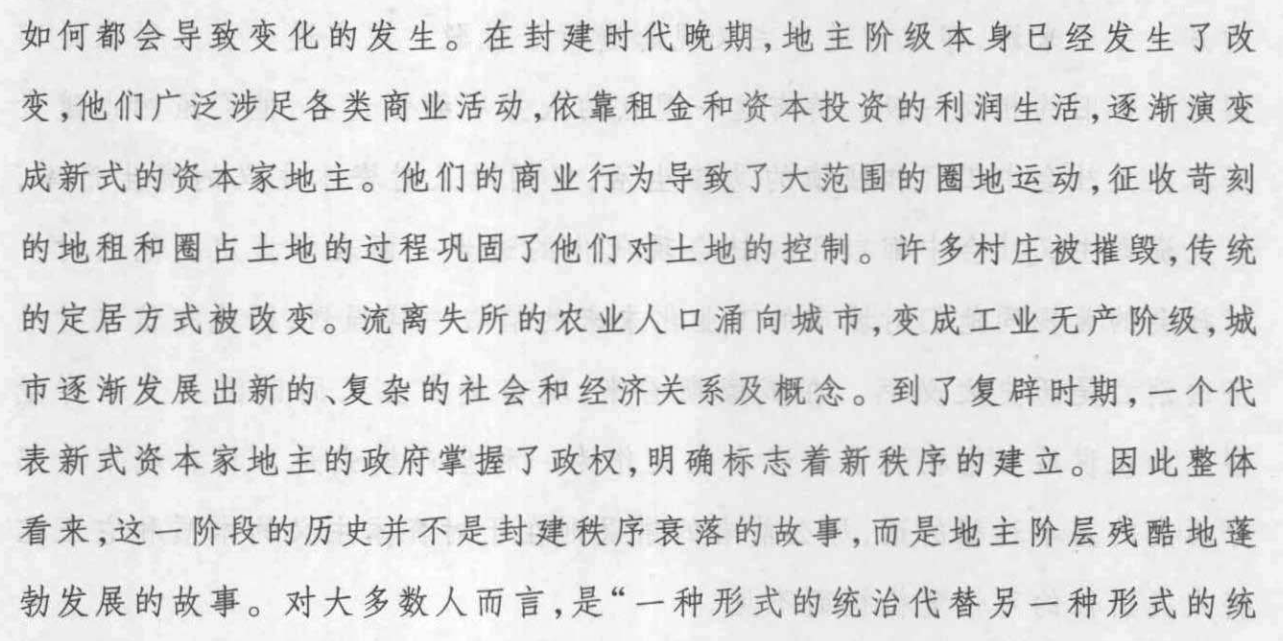 如何都会导致变化的发生。在封建时代晚期,地主阶级本身已经发生了改
变,他们广泛涉足各类商业活动,依靠租金和资本投资的利润生活,逐渐演变
成新式的资本家地主。他们的商业行为导致了大范围的圈地运动,征收苛刻
的地租和圈占土地的过程巩固了他们对土地的控制。许多村庄被摧毁,传统
的定居方式被改变。流离失所的农业人口涌向城市,变成工业无产阶级,城
市逐渐发展出新的、复杂的社会和经济关系及概念。到了复辟时期,一个代
表新式资本家地主的政府掌握了政权,明确标志着新秩序的建立。因此整体
看来,这一阶段的历史并不是封建秩序衰落的故事,而是地主阶层残酷地蓬
勃发展的故事。对大多数人而言,是“一种形式的统治代替另一种形式的统